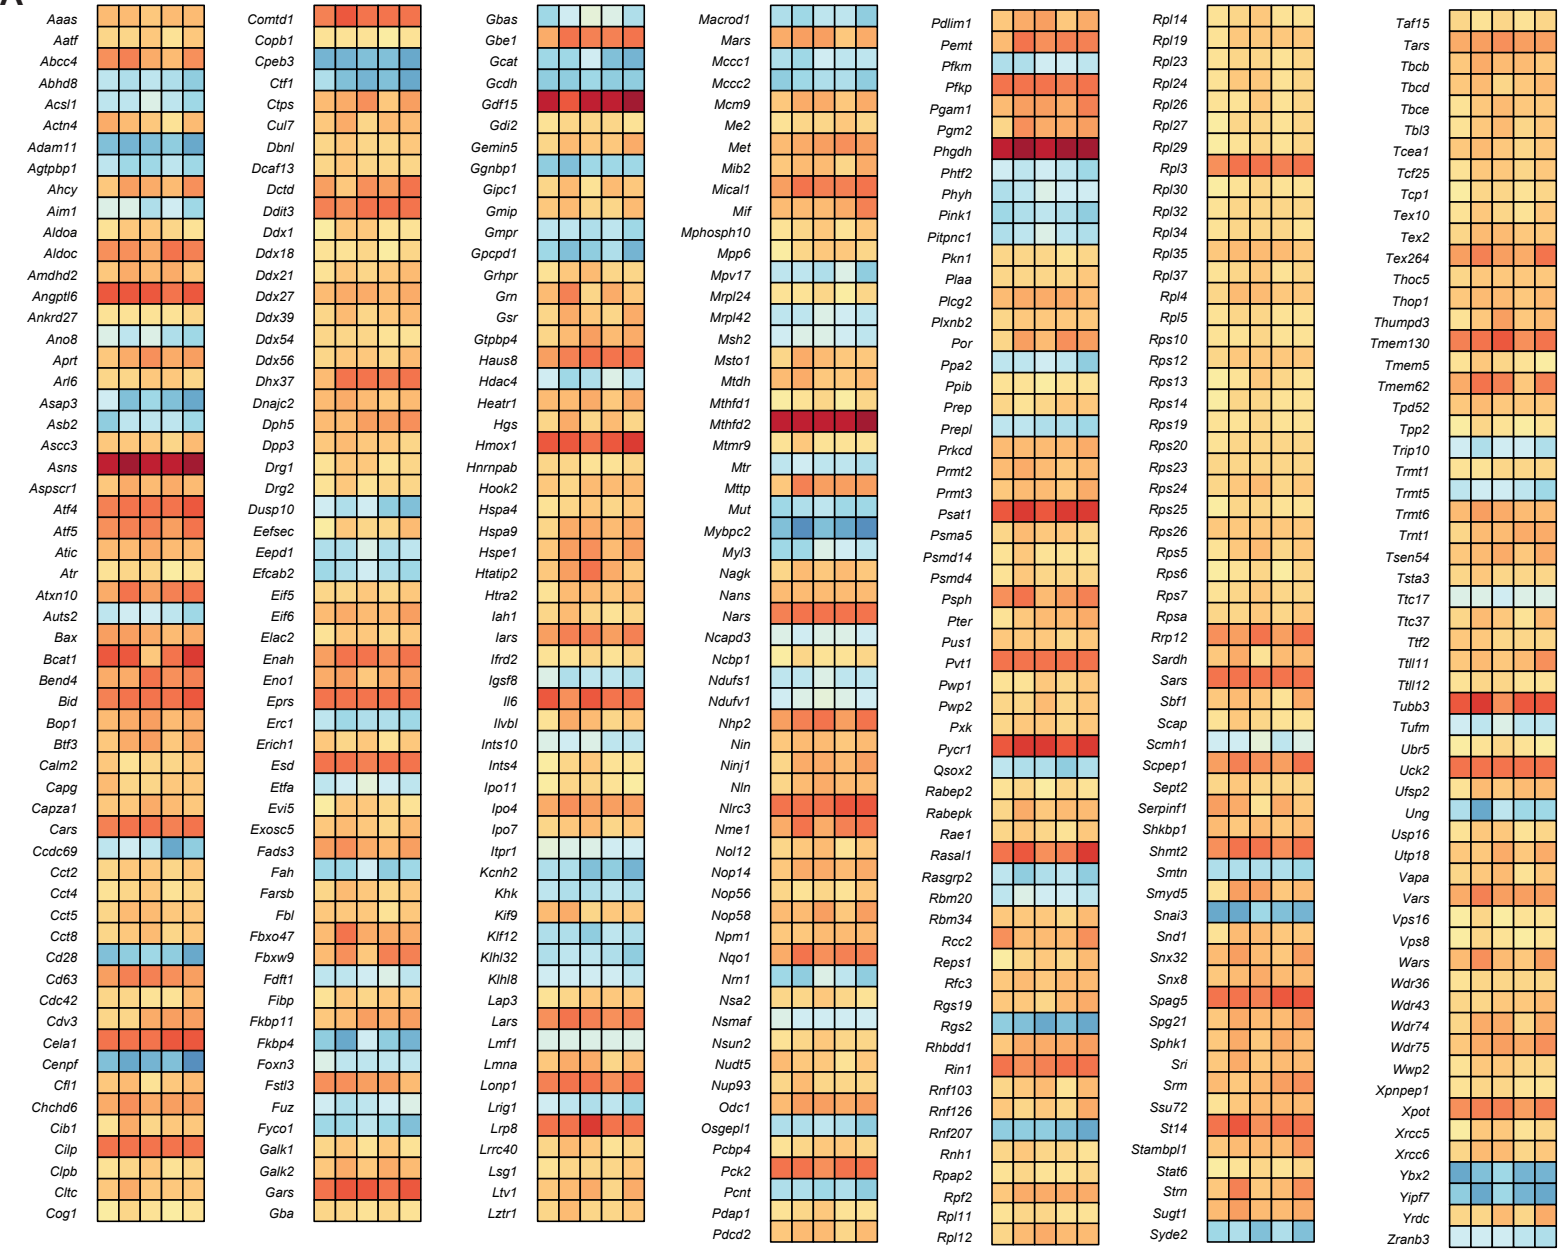 A
Aaas
Aatf
Abcc4
Abhd8
Acsl1
Actn4
Adam11
Agtpbp1
Ahcy
Aim1
Aldoa
Aldoc
Amdhd2
Angptl6
Ankrd27
Ano8
Aprt
Arl6
Asap3
Asb2
Ascc3
Asns
Aspscr1
Atf4
Atf5
Atic
Atr
Atxn10
Auts2
Bax
Bcat1
Bend4
Bid
Bop1
Btf3
Calm2
Capg
Capza1
Cars
Ccdc69
Cct2
Cct4
Cct5
Cct8
Cd28
Cd63
Cdc42
Cdv3
Cela1
Cenpf
Cfl1
Chchd6
Cib1
Cilp
Clpb
Cltc
Cog1
Comtd1
Copb1
Cpeb3
Ctf1
Ctps
Cul7
Dbnl
Dcaf13
Dctd
Ddit3
Ddx1
Ddx18
Ddx21
Ddx27
Ddx39
Ddx54
Ddx56
Dhx37
Dnajc2
Dph5
Dpp3
Drg1
Drg2
Dusp10
Eefsec
Eepd1
Efcab2
Eif5
Eif6
Elac2
Enah
Eno1
Eprs
Erc1
Erich1
Esd
Etfa
Evi5
Exosc5
Fads3
Fah
Farsb
Fbl
Fbxo47
Fbxw9
Fdft1
Fibp
Fkbp11
Fkbp4
Foxn3
Fstl3
Fuz
Fyco1
Galk1
Galk2
Gars
Gba
Gbas
Gbe1
Gcat
Gcdh
Gdf15
Gdi2
Gemin5
Ggnbp1
Gipc1
Gmip
Gmpr
Gpcpd1
Grhpr
Grn
Gsr
Gtpbp4
Haus8
Hdac4
Heatr1
Hgs
Hmox1
Hnrnpab
Hook2
Hspa4
Hspa9
Hspe1
Htatip2
Htra2
Iah1
Iars
Ifrd2
Igsf8
Il6
Ilvbl
Ints10
Ints4
Ipo11
Ipo4
Ipo7
Itpr1
Kcnh2
Khk
Kif9
Klf12
Klhl32
Klhl8
Lap3
Lars
Lmf1
Lmna
Lonp1
Lrig1
Lrp8
Lrrc40
Lsg1
Ltv1
Lztr1
Macrod1
Mars
Mccc1
Mccc2
Mcm9
Me2
Met
Mib2
Mical1
Mif
Mphosph10
Mpp6
Mpv17
Mrpl24
Mrpl42
Msh2
Msto1
Mtdh
Mthfd1
Mthfd2
Mtmr9
Mtr
Mttp
Mut
Mybpc2
Myl3
Nagk
Nans
Nars
Ncapd3
Ncbp1
Ndufs1
Ndufv1
Nhp2
Nin
Ninj1
Nln
Nlrc3
Nme1
Nol12
Nop14
Nop56
Nop58
Npm1
Nqo1
Nrn1
Nsa2
Nsmaf
Nsun2
Nudt5
Nup93
Odc1
Osgepl1
Pcbp4
Pck2
Pcnt
Pdap1
Pdcd2
Pdlim1
Pemt
Pfkm
Pfkp
Pgam1
Pgm2
Phgdh
Phtf2
Phyh
Pink1
Pitpnc1
Pkn1
Plaa
Plcg2
Plxnb2
Por
Ppa2
Ppib
Prep
Prepl
Prkcd
Prmt2
Prmt3
Psat1
Psma5
Psmd14
Psmd4
Psph
Pter
Pus1
Pvt1
Pwp1
Pwp2
Pxk
Pycr1
Qsox2
Rabep2
Rabepk
Rae1
Rasal1
Rasgrp2
Rbm20
Rbm34
Rcc2
Reps1
Rfc3
Rgs19
Rgs2
Rhbdd1
Rin1
Rnf103
Rnf126
Rnf207
Rnh1
Rpap2
Rpf2
Rpl11
Rpl12
Rpl14
Rpl19
Rpl23
Rpl24
Rpl26
Rpl27
Rpl29
Rpl3
Rpl30
Rpl32
Rpl34
Rpl35
Rpl37
Rpl4
Rpl5
Rps10
Rps12
Rps13
Rps14
Rps19
Rps20
Rps23
Rps24
Rps25
Rps26
Rps5
Rps6
Rps7
Rpsa
Rrp12
Sardh
Sars
Sbf1
Scap
Scmh1
Scpep1
Sept2
Serpinf1
Shkbp1
Shmt2
Smtn
Smyd5
Snai3
Snd1
Snx32
Snx8
Spag5
Spg21
Sphk1
Sri
Srm
Ssu72
St14
Stambpl1
Stat6
Strn
Sugt1
Syde2
Taf15
Tars
Tbcb
Tbcd
Tbce
Tbl3
Tcea1
Tcf25
Tcp1
Tex10
Tex2
Tex264
Thoc5
Thop1
Thumpd3
Tmem130
Tmem5
Tmem62
Tpd52
Tpp2
Trip10
Trmt1
Trmt5
Trmt6
Trnt1
Tsen54
Tsta3
Ttc17
Ttc37
Ttf2
Ttll11
Ttll12
Tubb3
Tufm
Ubr5
Uck2
Ufsp2
Ung
Usp16
Utp18
Vapa
Vars
Vps16
Vps8
Wars
Wdr36
Wdr43
Wdr74
Wdr75
Wwp2
Xpnpep1
Xpot
Xrcc5
Xrcc6
Ybx2
Yipf7
Yrdc
Zranb3